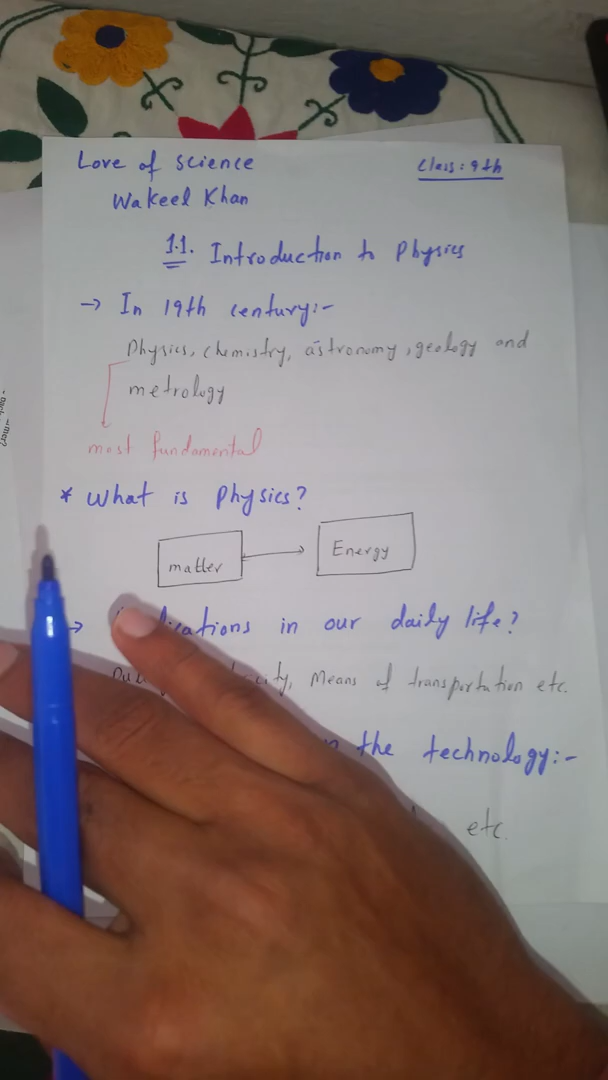 Love of science
Class: 9th
Wakeel Khan
1.1. Introduction to Physics
→ In 19th century:-
Physics, chemistry, astronomy, geology and
metrology
most fundamental
* What is Physics?
matter
Energy
in our daily life?
Means of transportation etc.
the technology:-
etc.